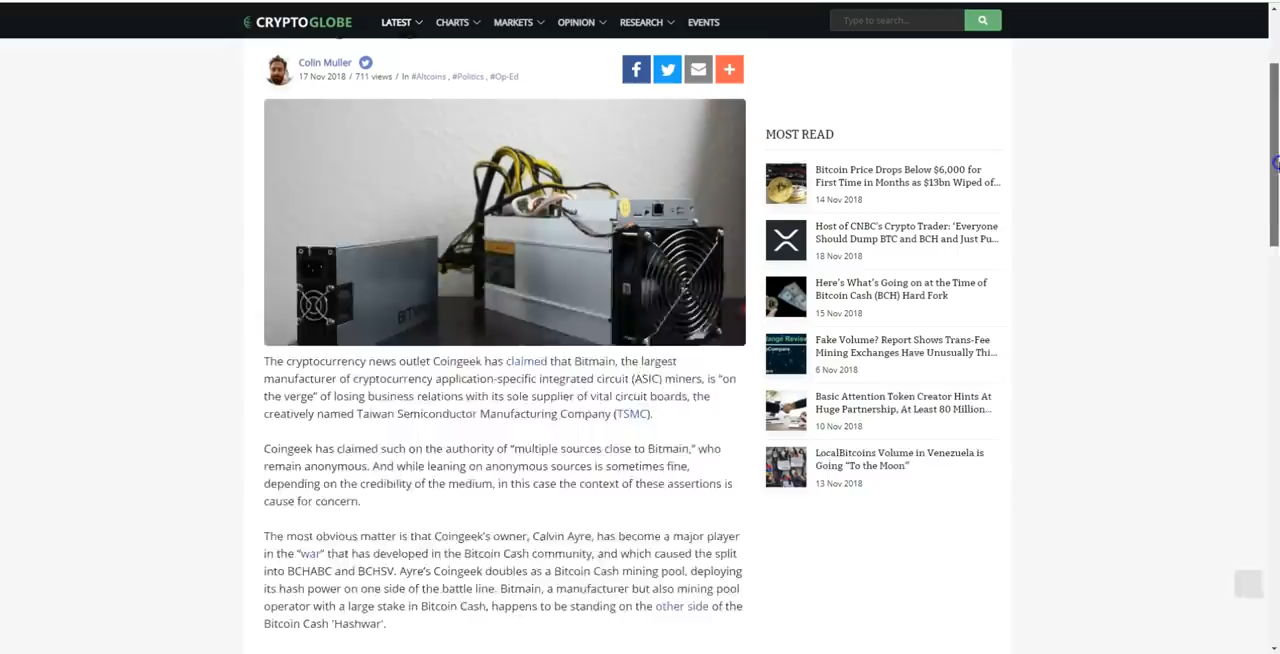 CRYPTOGLOBE LATEST CHARTS MARKETS OPINION RESEARCH EVENTS Type to search...
Colin Muller
17 Nov 2018 / 711 views / In #Altcoins , #Politics , #Op-Ed
The cryptocurrency news outlet Coingeek has claimed that Bitmain, the largest
manufacturer of cryptocurrency application-specific integrated circuit (ASIC) miners, is “on
the verge” of losing business relations with its sole supplier of vital circuit boards, the
creatively named Taiwan Semiconductor Manufacturing Company (TSMC).
Coingeek has claimed such on the authority of “multiple sources close to Bitmain,” who
remain anonymous. And while leaning on anonymous sources is sometimes fine,
depending on the credibility of the medium, in this case the context of these assertions is
cause for concern.
The most obvious matter is that Coingeek's owner, Calvin Ayre, has become a major player
in the “war” that has developed in the Bitcoin Cash community, and which caused the split
into BCHABC and BCHSV. Ayre's Coingeek doubles as a Bitcoin Cash mining pool, deploying
its hash power on one side of the battle line. Bitmain, a manufacturer but also mining pool
operator with a large stake in Bitcoin Cash, happens to be standing on the other side of the
Bitcoin Cash 'Hashwar'.
MOST READ
Bitcoin Price Drops Below $6,000 for
First Time in Months as $13bn Wiped of...
14 Nov 2018
Host of CNBC's Crypto Trader: ‘Everyone
Should Dump BTC and BCH and Just Pu...
18 Nov 2018
Here's What's Going on at the Time of
Bitcoin Cash (BCH) Hard Fork
15 Nov 2018
Fake Volume? Report Shows Trans-Fee
Mining Exchanges Have Unusually Thi...
6 Nov 2018
Basic Attention Token Creator Hints At
Huge Partnership, At Least 80 Million...
10 Nov 2018
LocalBitcoins Volume in Venezuela is
Going “To the Moon”
13 Nov 2018